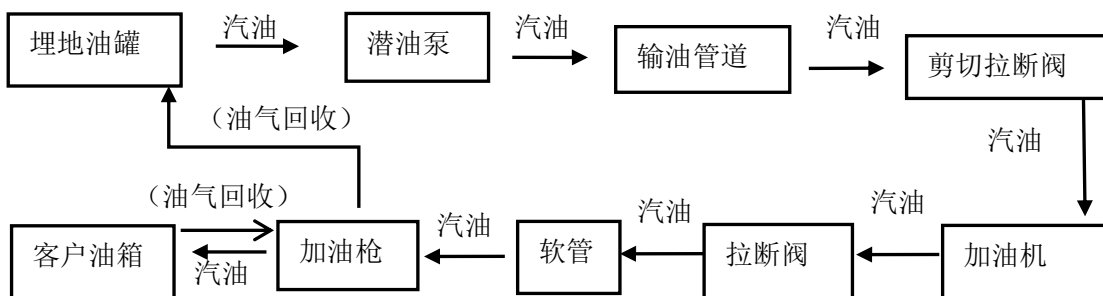 埋地油罐
汽油
潜油泵
汽油
输油管道
汽油
剪切拉断阀
（油气回收）
汽油
（油气回收）
客户油箱
汽油
加油枪
汽油
软管
汽油
拉断阀
汽油
加油机